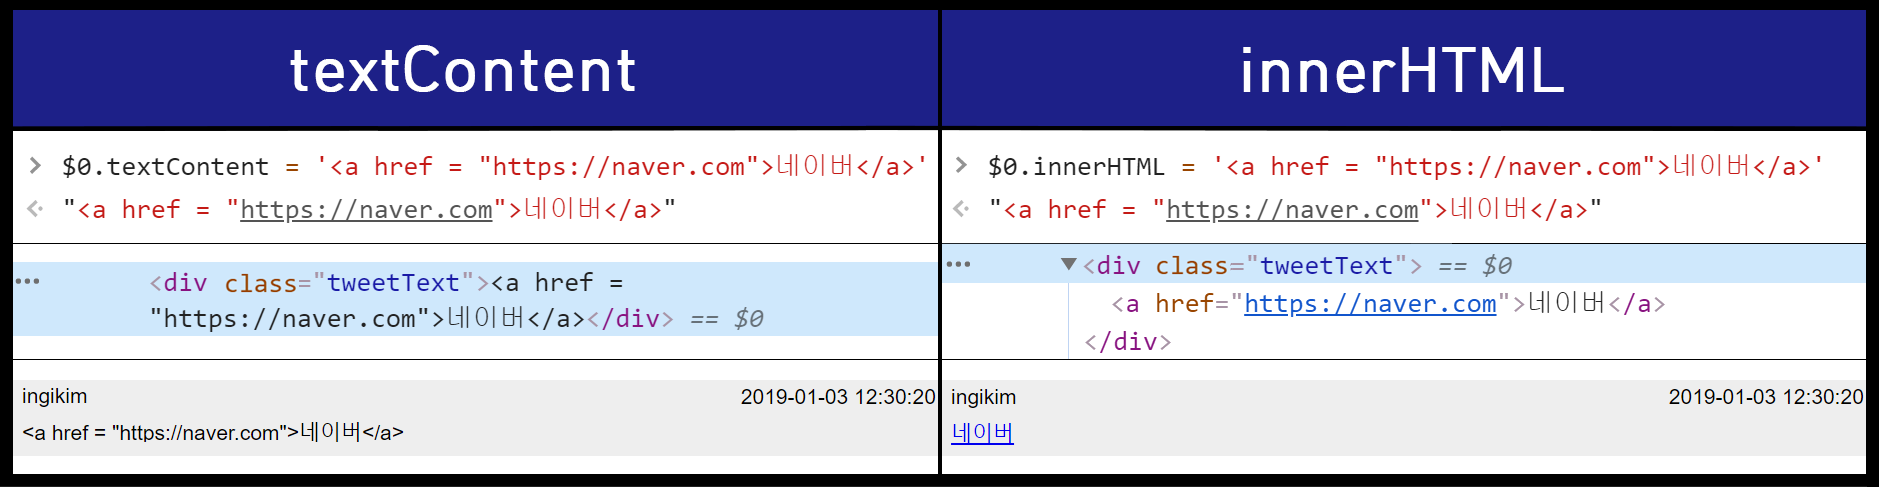 textContent
$0.textContent = '<a href = "https://naver.com">네이버</a>'
"<a href = "https://naver.com">네이버</a>"
<div class="tweetText"><a href =
"https://naver.com">네이버</a></div> == $0
ingikim 2019-01-03 12:30:20
<a href = "https://naver.com">네이버</a>
innerHTML
$0.innerHTML = '<a href = "https://naver.com">네이버</a>'
"<a href = "https://naver.com">네이버</a>"
<div class="tweetText"> == $0
<a href="https://naver.com">네이버</a>
</div>
ingikim 2019-01-03 12:30:20
네이버